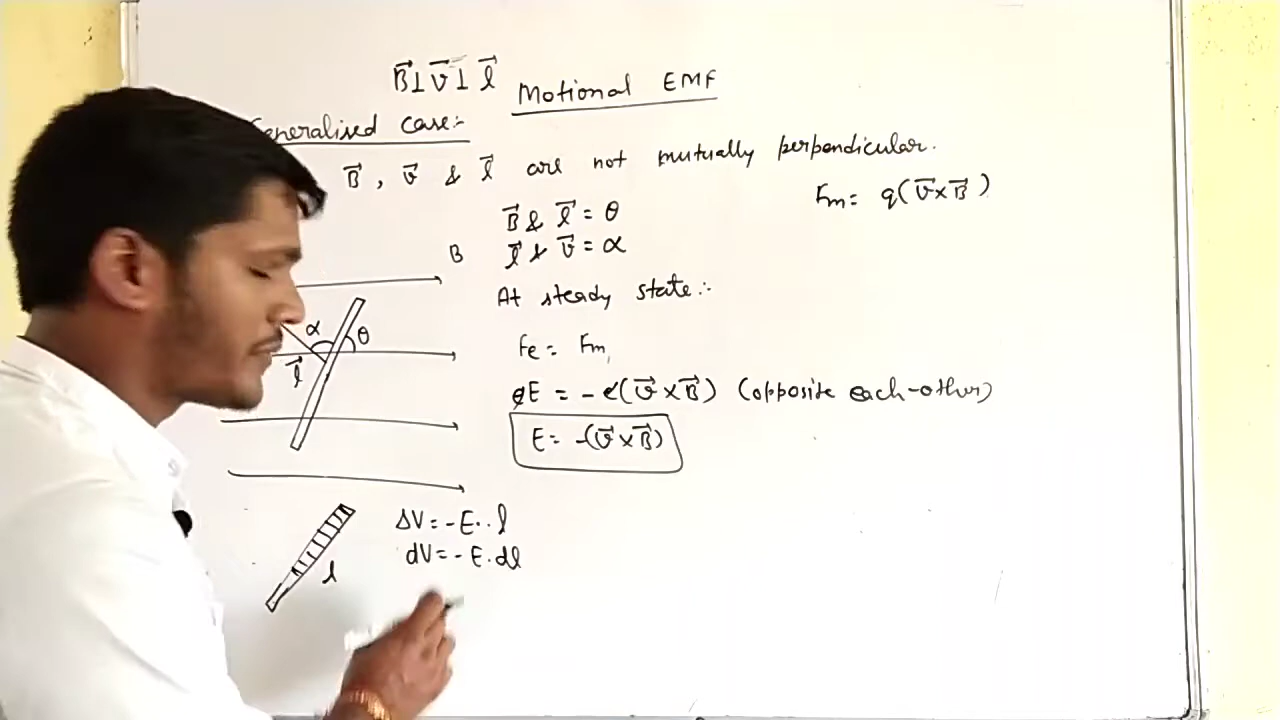 B⃗⊥v⃗⊥l⃗
Motional EMF
Generalised case:-
B⃗, v⃗ & l⃗ are not mutually perpendicular.
Fm = q(v⃗×B⃗)
B⃗ & l⃗ = θ
l⃗ & v⃗ = α
At steady state:-
B
α θ
l⃗
Fe = Fm
qE = -q(v⃗×B⃗) (opposite each-other)
E = -(v⃗×B⃗)
ΔV = -E.. l
dV = -E.dl
l